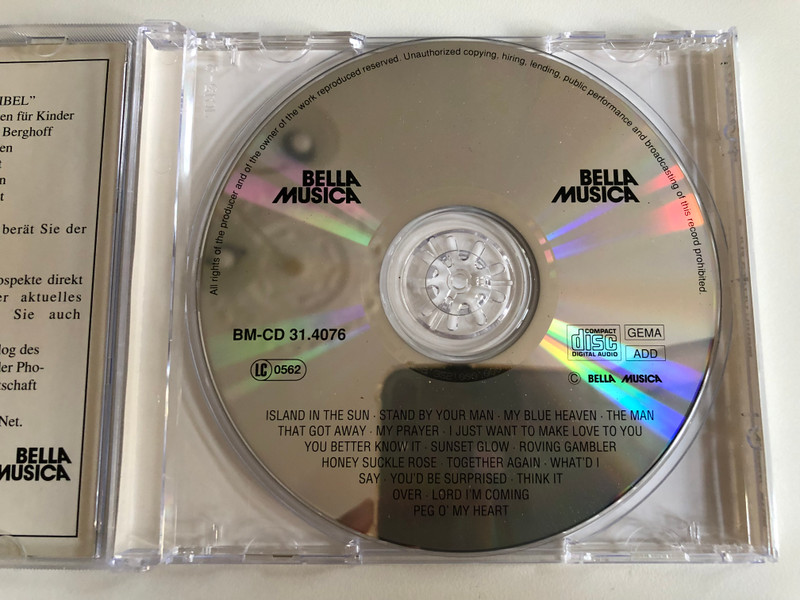 IBEL"
en für Kinder
Berghoff
en
t
n
t
berät Sie der
ospekte direkt
er aktuelles
Sie auch
log des
der Pho-
tschaft
Net.
BELLA
MUSICA
All rights of the producer and of the owner of the work reproduced reserved. Unauthorized copying, hiring, lending, public performance and broadcasting of this record prohibited.
BELLA
MUSICA
BELLA
MUSICA
BM-CD 31.4076
LC 0562
COMPACT
disc
DIGITAL AUDIO
GEMA
ADD
© BELLA MUSICA
ISLAND IN THE SUN · STAND BY YOUR MAN · MY BLUE HEAVEN · THE MAN
THAT GOT AWAY · MY PRAYER · I JUST WANT TO MAKE LOVE TO YOU
YOU BETTER KNOW IT · SUNSET GLOW · ROVING GAMBLER
HONEY SUCKLE ROSE · TOGETHER AGAIN · WHAT'D I
SAY · YOU'D BE SURPRISED · THINK IT
OVER · LORD I'M COMING
PEG O' MY HEART